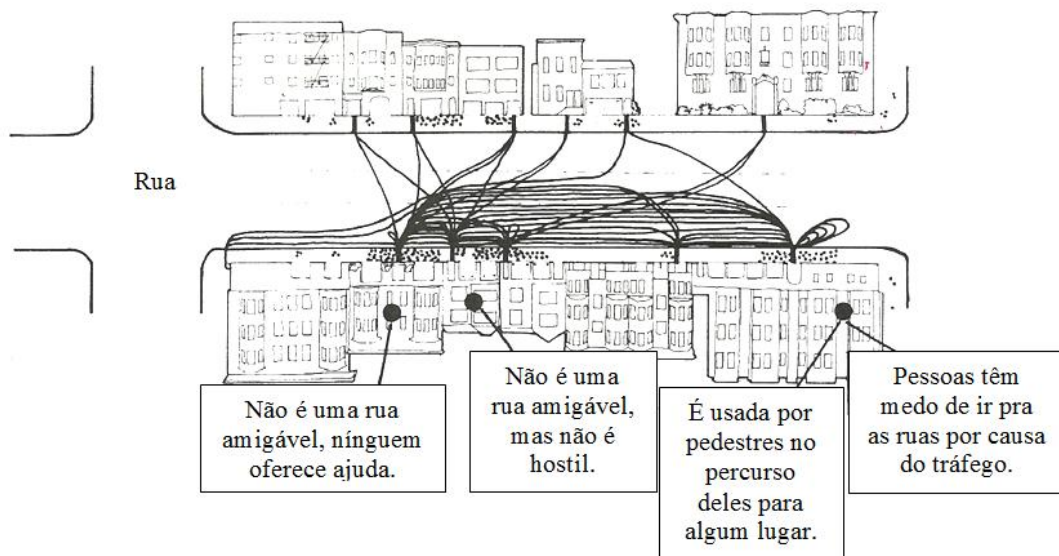 Rua
Não é uma rua
amigável, nínguem
oferece ajuda.
Não é uma
rua amigável,
mas não é
hostil.
É usada por
pedestres no
percurso
deles para
algum lugar.
Pessoas têm
medo de ir pra
as ruas por causa
do tráfego.